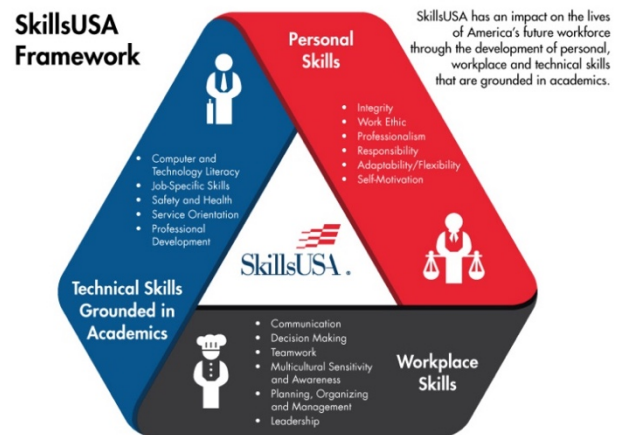 SkillsUSA
Framework
SkillsUSA has an impact on the lives
of America's future workforce
through the development of personal,
workplace and technical skills
that are grounded in academics.
Personal
Skills
• Integrity
• Work Ethic
• Professionalism
• Responsibility
• Adaptability/Flexibility
• Self-Motivation
• Computer and
Technology Literacy
• Job-Specific Skills
• Safety and Health
• Service Orientation
• Professional
Development
Technical Skills
Grounded in
Academics
SkillsUSA®
• Communication
• Decision Making
• Teamwork
• Multicultural Sensitivity
and Awareness
• Planning, Organizing
and Management
• Leadership
Workplace
Skills